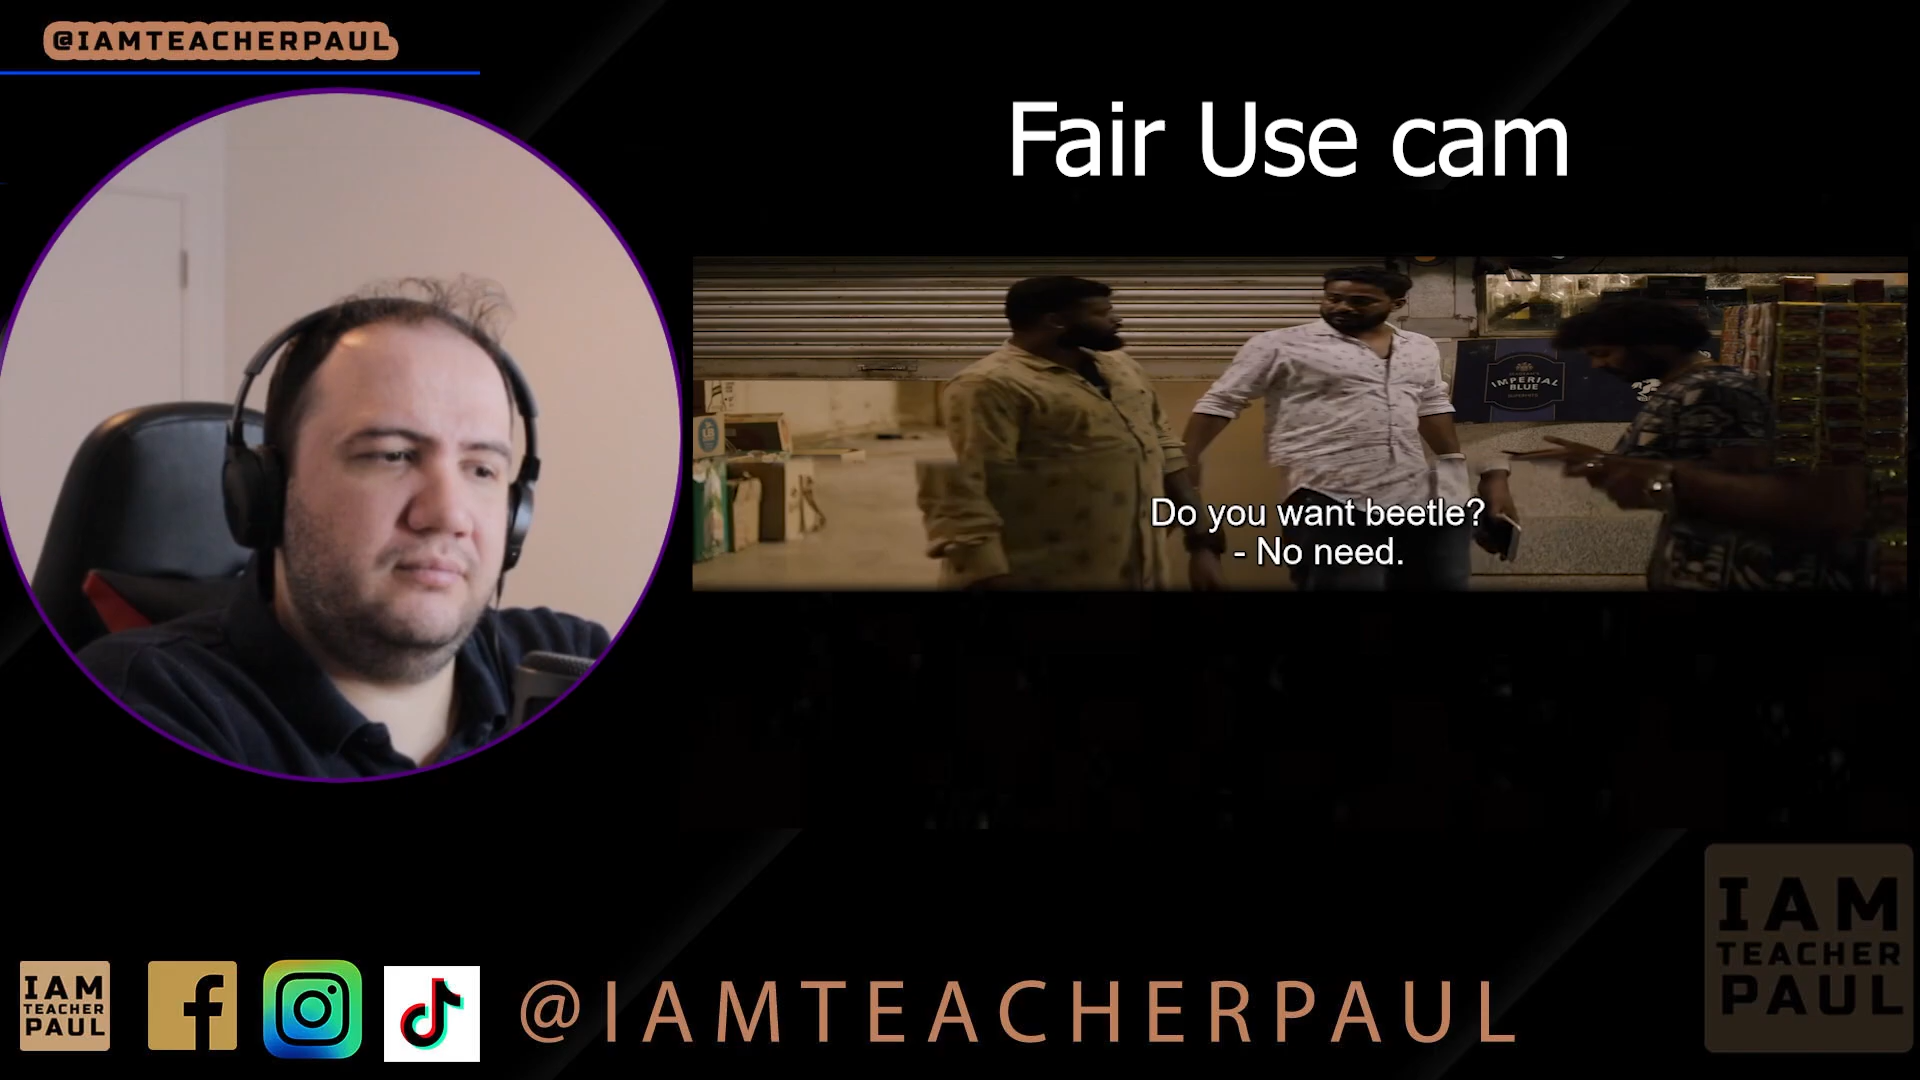 @IAMTEACHERPAUL
Fair Use cam
IMPERIAL
BLUE
Do you want beetle?
- No need.
IAM
TEACHER
PAUL
IAM
TEACHER
PAUL
@IAMTEACHERPAUL